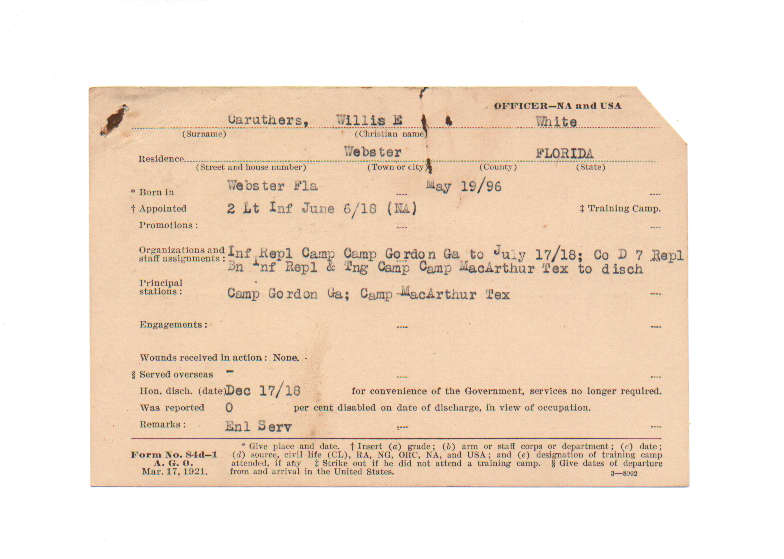 OFFICER—NA and USA
Caruthers, Willis E White
(Surname) (Christian name)
Residence Webster FLORIDA
(Street and house number) (Town or city) (County) (State)
* Born in Webster Fla May 19/96
† Appointed 2 Lt Inf June 6/18 (NA) ‡ Training Camp.
Promotions:
Organizations and staff assignments: Inf Repl Camp Camp Gordon Ga to July 17/18; Co D 7 Repl
Bn Inf Repl & Tng Camp Camp MacArthur Tex to disch
Principal stations: Camp Gordon Ga; Camp MacArthur Tex
Engagements:
Wounds received in action: None.
§ Served overseas -
Hon. disch. (date) Dec 17/18 for convenience of the Government, services no longer required.
Was reported 0 per cent disabled on date of discharge, in view of occupation.
Remarks: Enl Serv
Form No. 84d-1
A. G. O.
Mar. 17, 1921.
* Give place and date. † Insert (a) grade; (b) arm or staff corps or department; (c) date;
(d) source, civil life (CL), RA, NG, ORC, NA, and USA; and (e) designation of training camp
attended, if any ‡ Strike out if he did not attend a training camp. § Give dates of departure
from and arrival in the United States. 3—8902